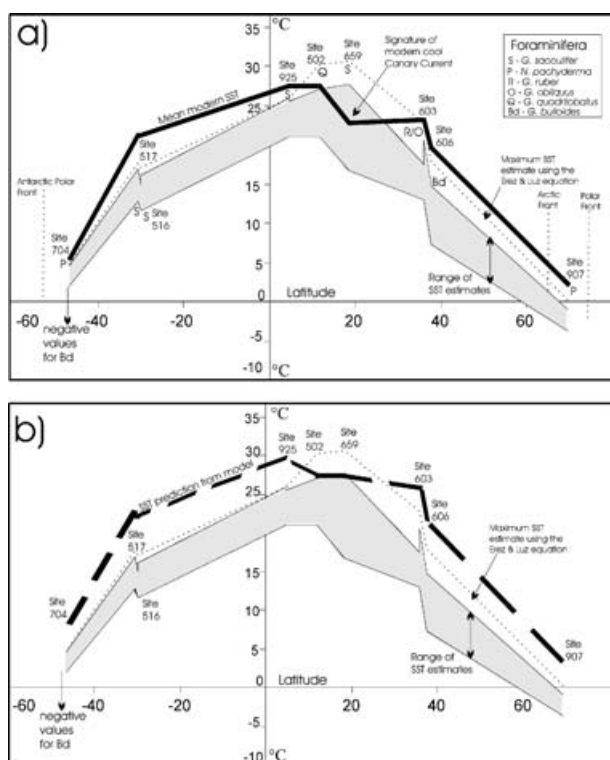 a)
°C
35
30
25
20
15
10
5
0
-5
-10
°C
-60
-40
-20
20
40
60
Latitude
Mean modern SST
Signature of
modern cool
Canary Current
Foraminifera
S - G. sacculifer
P - N. pachyderma
R - G. ruber
O - G. obliquus
Q - G. quadrilobatus
Bd - G. bulloides
Site
704
P
Site
517
S
S
Site
516
Site
925
S
Site
502
Q
Site
659
S
Site
603
R/O
Site
606
Bd
Site
907
P
Antarctic Polar
Front
Arctic
Front
Polar
Front
Maximum SST
estimate using the
Erez & Luz equation
Range of
SST estimates
negative
values
for Bd
b)
°C
35
30
25
20
15
10
5
0
-5
-10
°C
-60
-40
-20
20
40
60
Latitude
SST prediction from model
Site
704
Site
517
Site
516
Site
925
Site
502
Site
659
Site
603
Site
606
Site
907
Maximum SST
estimate using the
Erez & Luz equation
Range of
SST estimates
negative
values
for Bd